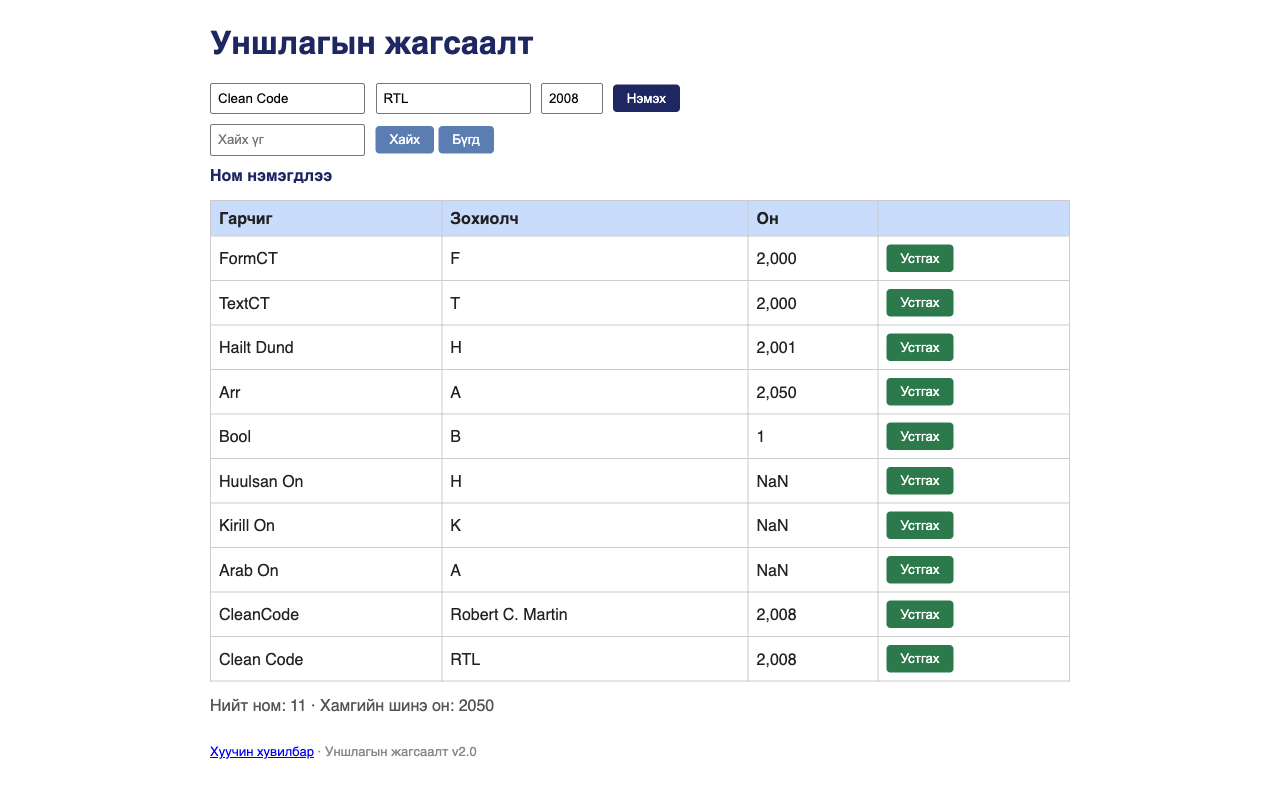 Уншлагын жагсаалт
Clean Code RTL 2008 Нэмэх
Хайх үг Хайх Бүгд
Ном нэмэгдлээ
Гарчиг Зохиолч Он
FormCT F 2,000 Устгах
TextCT T 2,000 Устгах
Hailt Dund H 2,001 Устгах
Arr A 2,050 Устгах
Bool B 1 Устгах
Huulsan On H NaN Устгах
Kirill On K NaN Устгах
Arab On A NaN Устгах
CleanCode Robert C. Martin 2,008 Устгах
Clean Code RTL 2,008 Устгах
Нийт ном: 11 · Хамгийн шинэ он: 2050
Хуучин хувилбар · Уншлагын жагсаалт v2.0